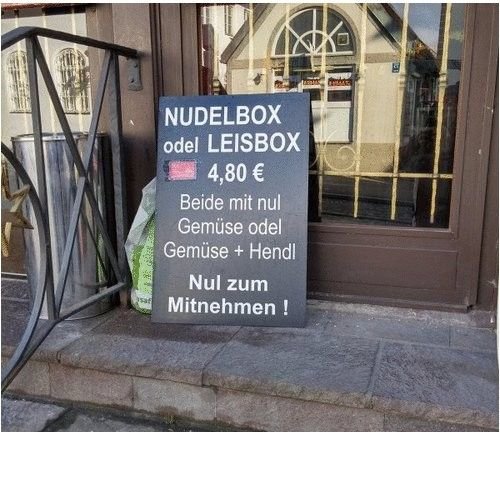 NUDELBOX
odel LEISBOX
4,80 €
Beide mit nul
Gemüse odel
Gemüse + Hendl
Nul zum
Mitnehmen !